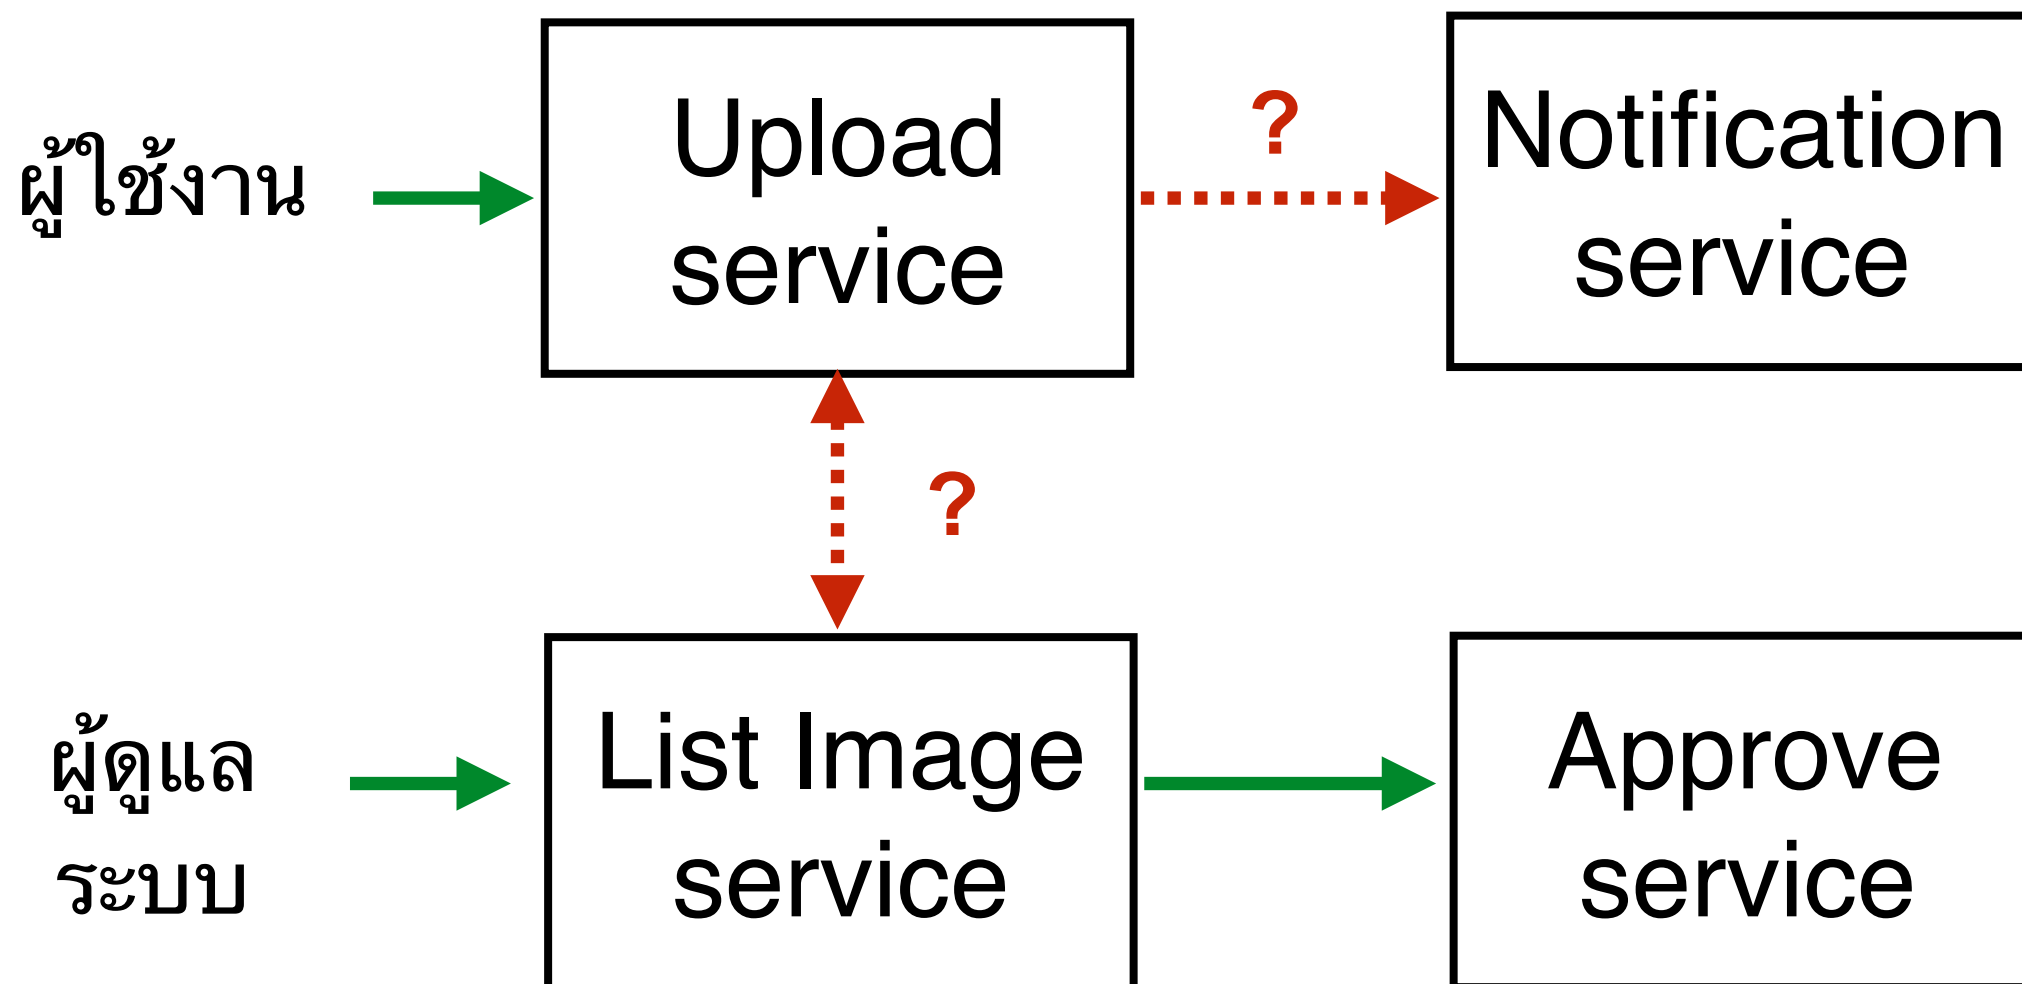 ผู้ใช้งาน
Upload
service
?
Notification
service
?
ผู้ดูแล
ระบบ
List Image
service
Approve
service